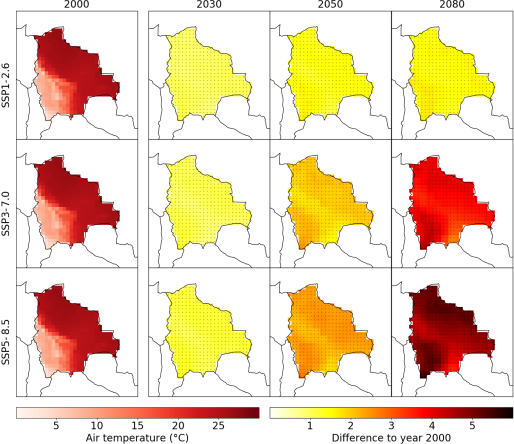 2000 2030 2050 2080
SSP1-2.6
SSP3-7.0
SSP5-8.5
5 10 15 20 25 1 2 3 4 5
Air temperature (°C) Difference to year 2000